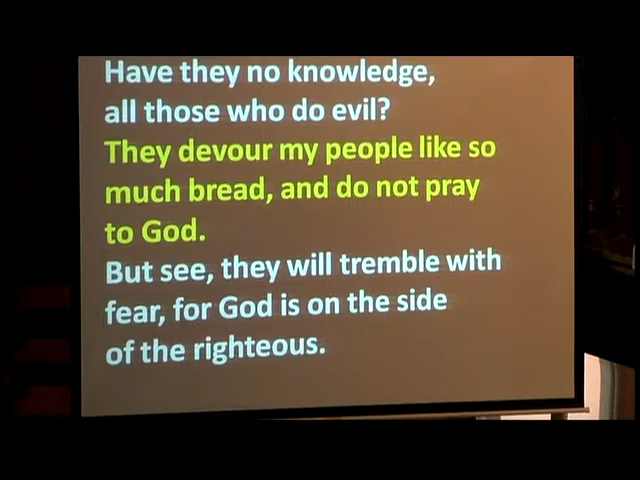 Have they no knowledge,
all those who do evil?
They devour my people like so
much bread, and do not pray
to God.
But see, they will tremble with
fear, for God is on the side
of the righteous.